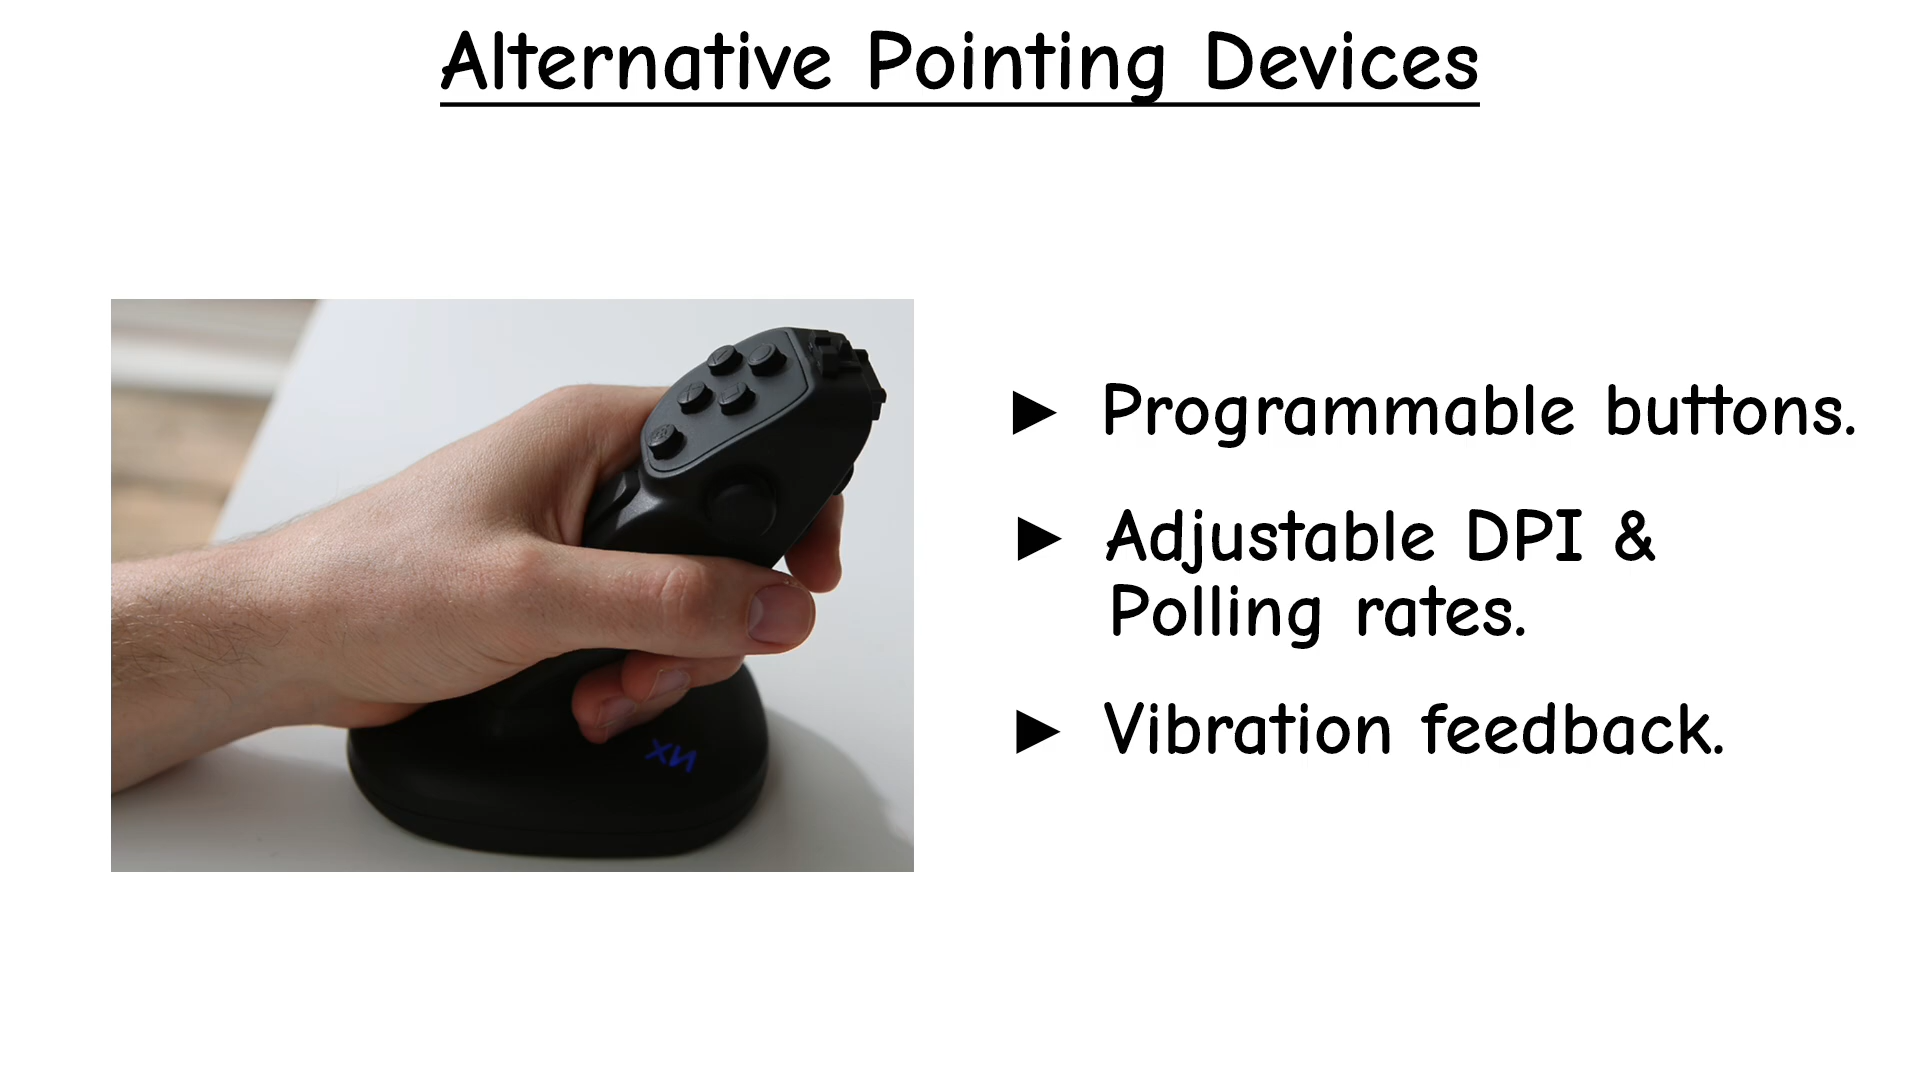 Alternative Pointing Devices
► Programmable buttons.
► Adjustable DPI &
Polling rates.
► Vibration feedback.